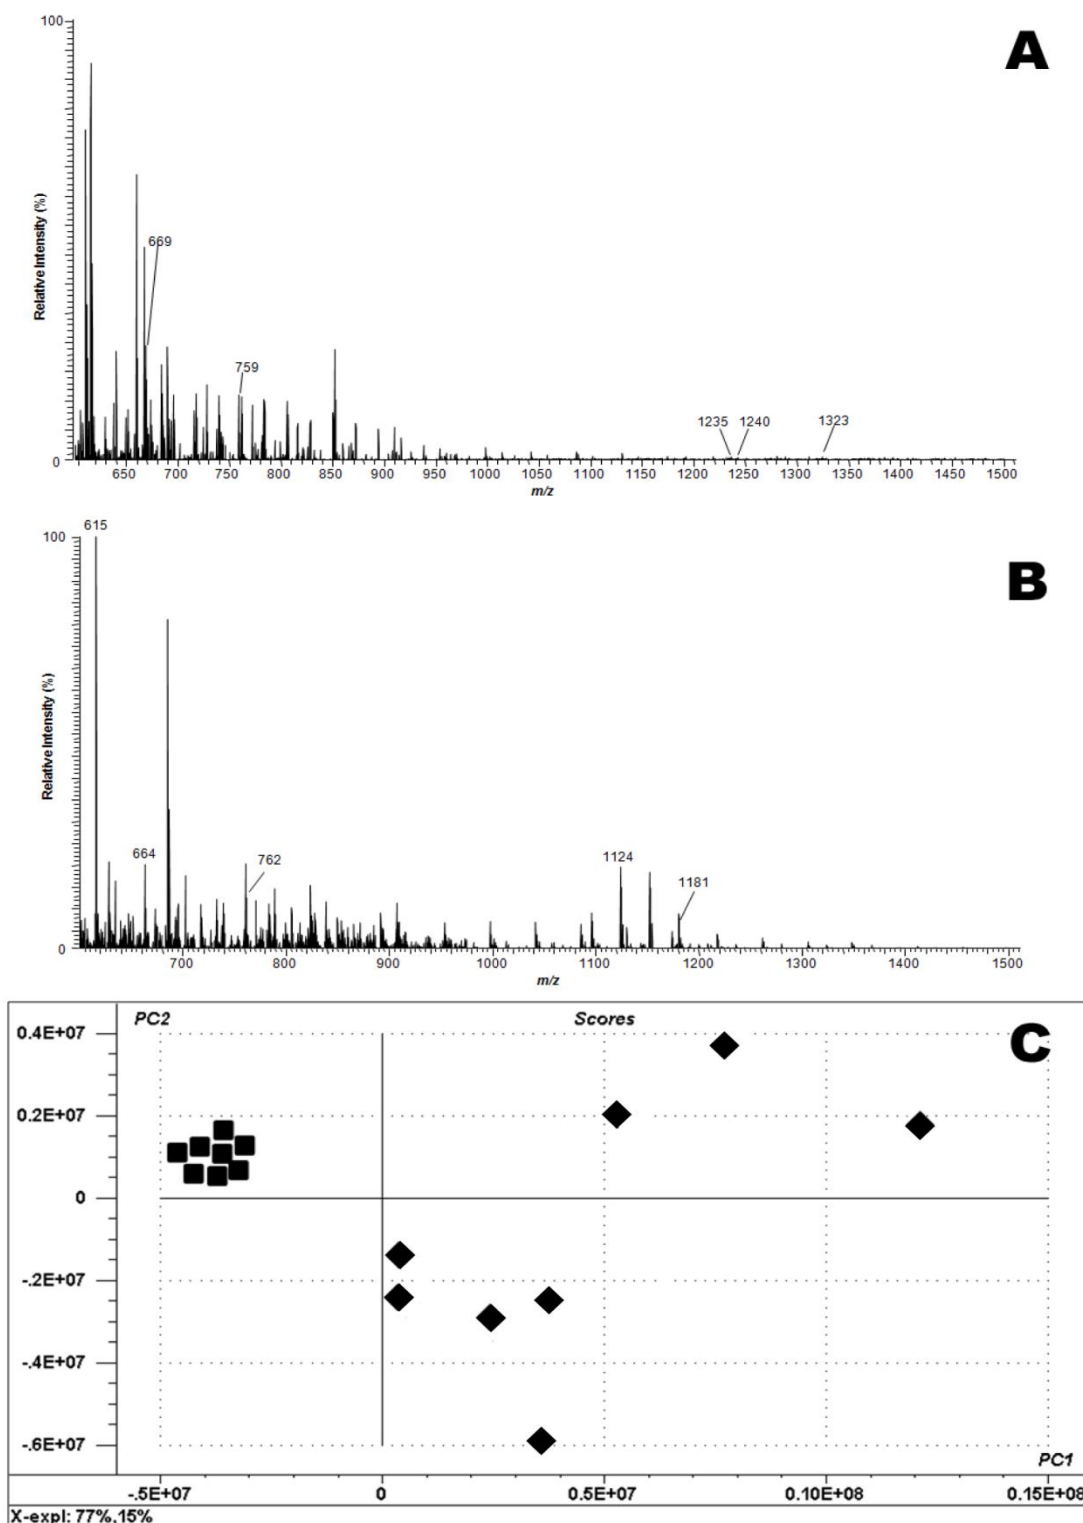 100
A
Relative Intensity (%)
669
759
1235 1240 1323
0
650 700 750 800 850 900 950 1000 1050 1100 1150 1200 1250 1300 1350 1400 1450 1500
m/z
615
100
B
Relative Intensity (%)
664 762 1124 1181
0
700 800 900 1000 1100 1200 1300 1400 1500
m/z
PC2 Scores
C
0.4E+07
0.2E+07
0
-.2E+07
-.4E+07
-.6E+07
PC1
-.5E+07 0 0.5E+07 0.10E+08 0.15E+08
X-expl: 77%,15%